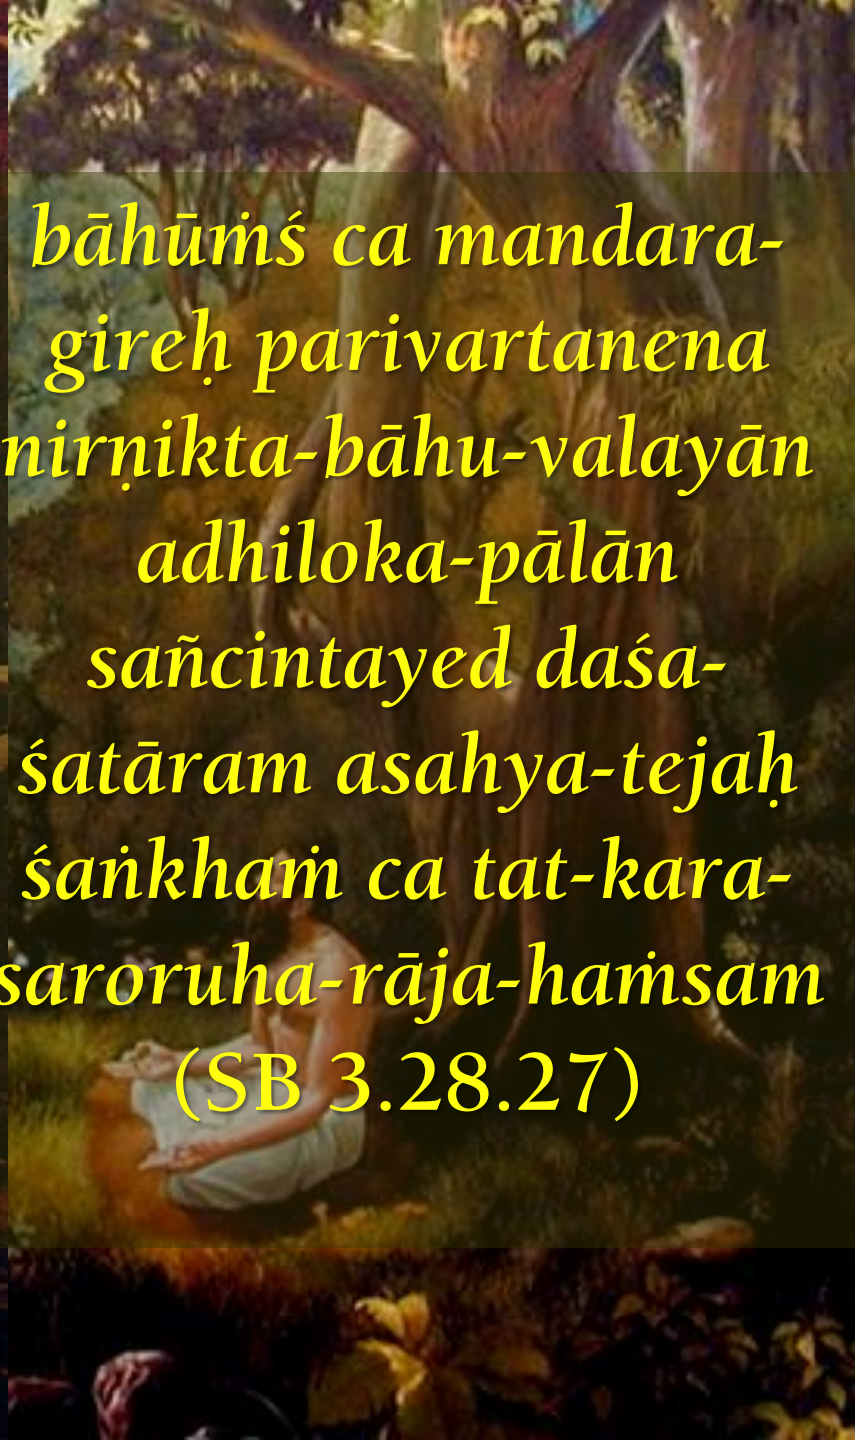 bāhūṁś ca mandara-
gireḥ parivartanena
nirṇikta-bāhu-valayān
adhiloka-pālān
sañcintayed daśa-
śatāram asahya-tejaḥ
śaṅkhaṁ ca tat-kara-
saroruha-rāja-haṁsam
(SB 3.28.27)